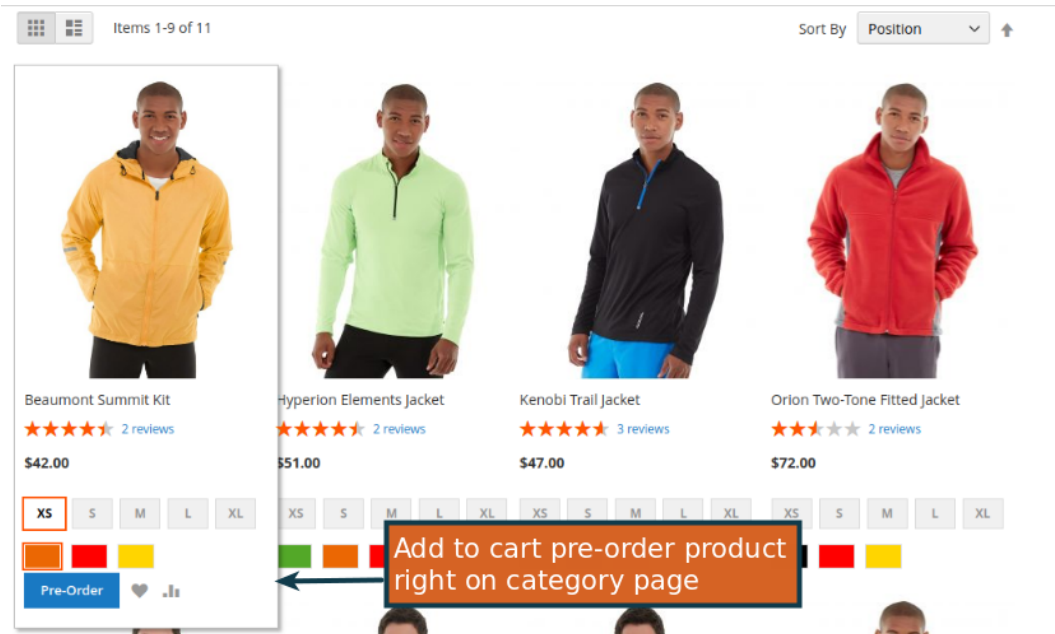 Items 1-9 of 11
Sort By Position
Beaumont Summit Kit
2 reviews
$42.00
XS S M L XL
Pre-Order
Hyperion Elements Jacket
2 reviews
$51.00
XS S M L XL
Kenobi Trail Jacket
3 reviews
$47.00
XS S M L XL
Orion Two-Tone Fitted Jacket
2 reviews
$72.00
XS S M L XL
Add to cart pre-order product
right on category page